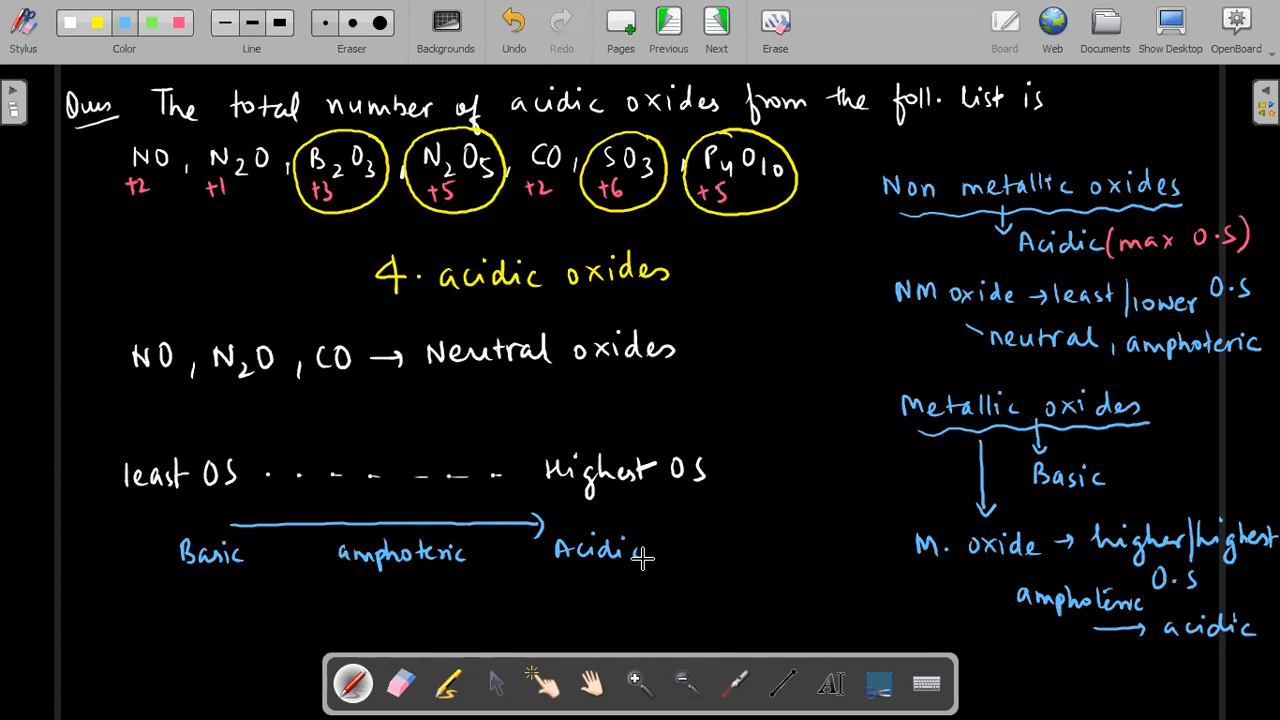 Stylus Color Line Eraser Backgrounds Undo Redo Pages Previous Next Erase Board Web Documents Show Desktop OpenBoard
Ques The total number of acidic oxides from the foll. list is
NO, N2O, B2O3, N2O5, CO, SO3, P4O10
+2 +1 +3 +5 +2 +6 +5
4. acidic oxides
NO, N2O, CO → Neutral oxides
least OS . . - - - - - . Highest OS
Basic amphoteric Acidic
Non metallic oxides
Acidic (max O.S)
NM oxide → least/lower O.S
neutral, amphoteric
Metallic oxides
Basic
M. oxide → higher/highest
O.S
amphoteric
→ acidic
AI